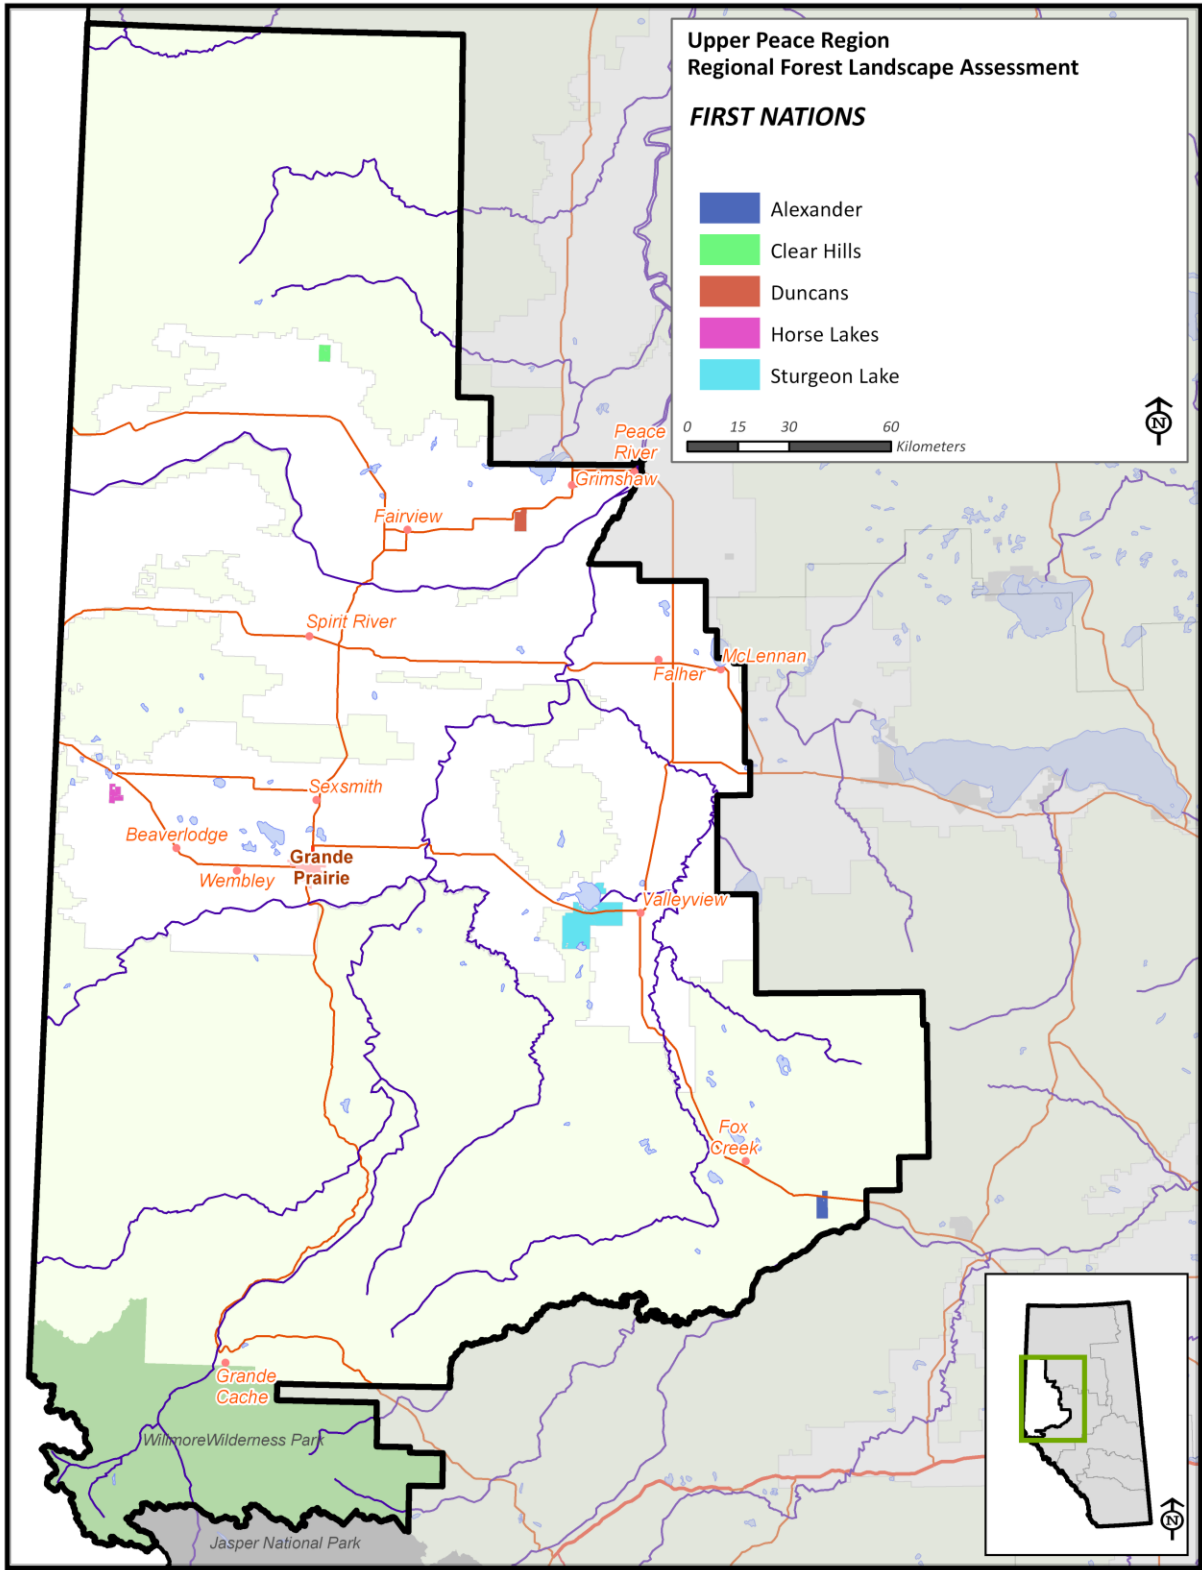 Upper Peace Region
Regional Forest Landscape Assessment
FIRST NATIONS
Alexander
Clear Hills
Duncans
Horse Lakes
Sturgeon Lake
0 15 30 60
Kilometers
N
Peace
River
Grimshaw
Fairview
Spirit River
McLennan
Falher
Sexsmith
Beaverlodge
Grande
Prairie
Wembley
Valleyview
Fox
Creek
Grande
Cache
WillmoreWilderness Park
Jasper National Park
N